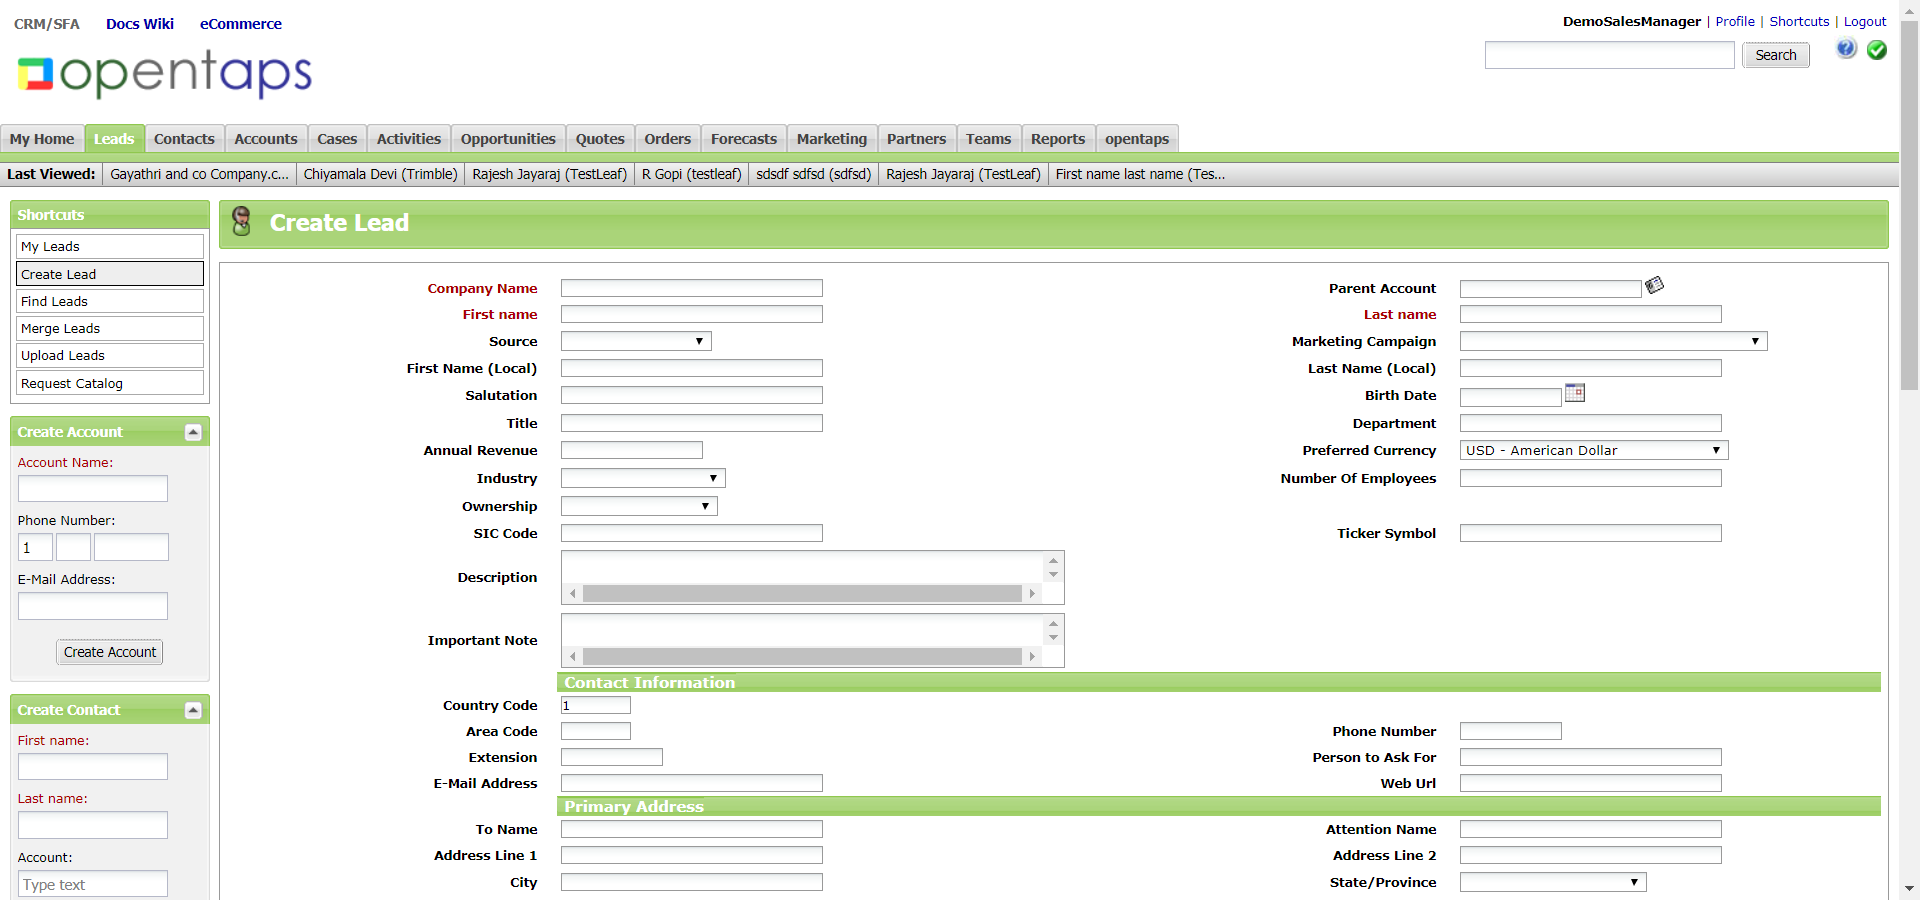 CRM/SFA Docs Wiki eCommerce
DemoSalesManager | Profile | Shortcuts | Logout
opentaps
Search
My Home Leads Contacts Accounts Cases Activities Opportunities Quotes Orders Forecasts Marketing Partners Teams Reports opentaps
Last Viewed: Gayathri and co Company.c... Chiyamala Devi (Trimble) Rajesh Jayaraj (TestLeaf) R Gopi (testleaf) sdsdf sdfsd (sdfsd) Rajesh Jayaraj (TestLeaf) First name last name (Tes...
Shortcuts
My Leads
Create Lead
Find Leads
Merge Leads
Upload Leads
Request Catalog
Create Account
Account Name:
Phone Number:
1
E-Mail Address:
Create Account
Create Contact
First name:
Last name:
Account:
Type text
Create Lead
Company Name Parent Account
First name Last name
Source Marketing Campaign
First Name (Local) Last Name (Local)
Salutation Birth Date
Title Department
Annual Revenue Preferred Currency USD - American Dollar
Industry Number Of Employees
Ownership
SIC Code Ticker Symbol
Description
Important Note
Contact Information
Country Code 1
Area Code Phone Number
Extension Person to Ask For
E-Mail Address Web Url
Primary Address
To Name Attention Name
Address Line 1 Address Line 2
City State/Province